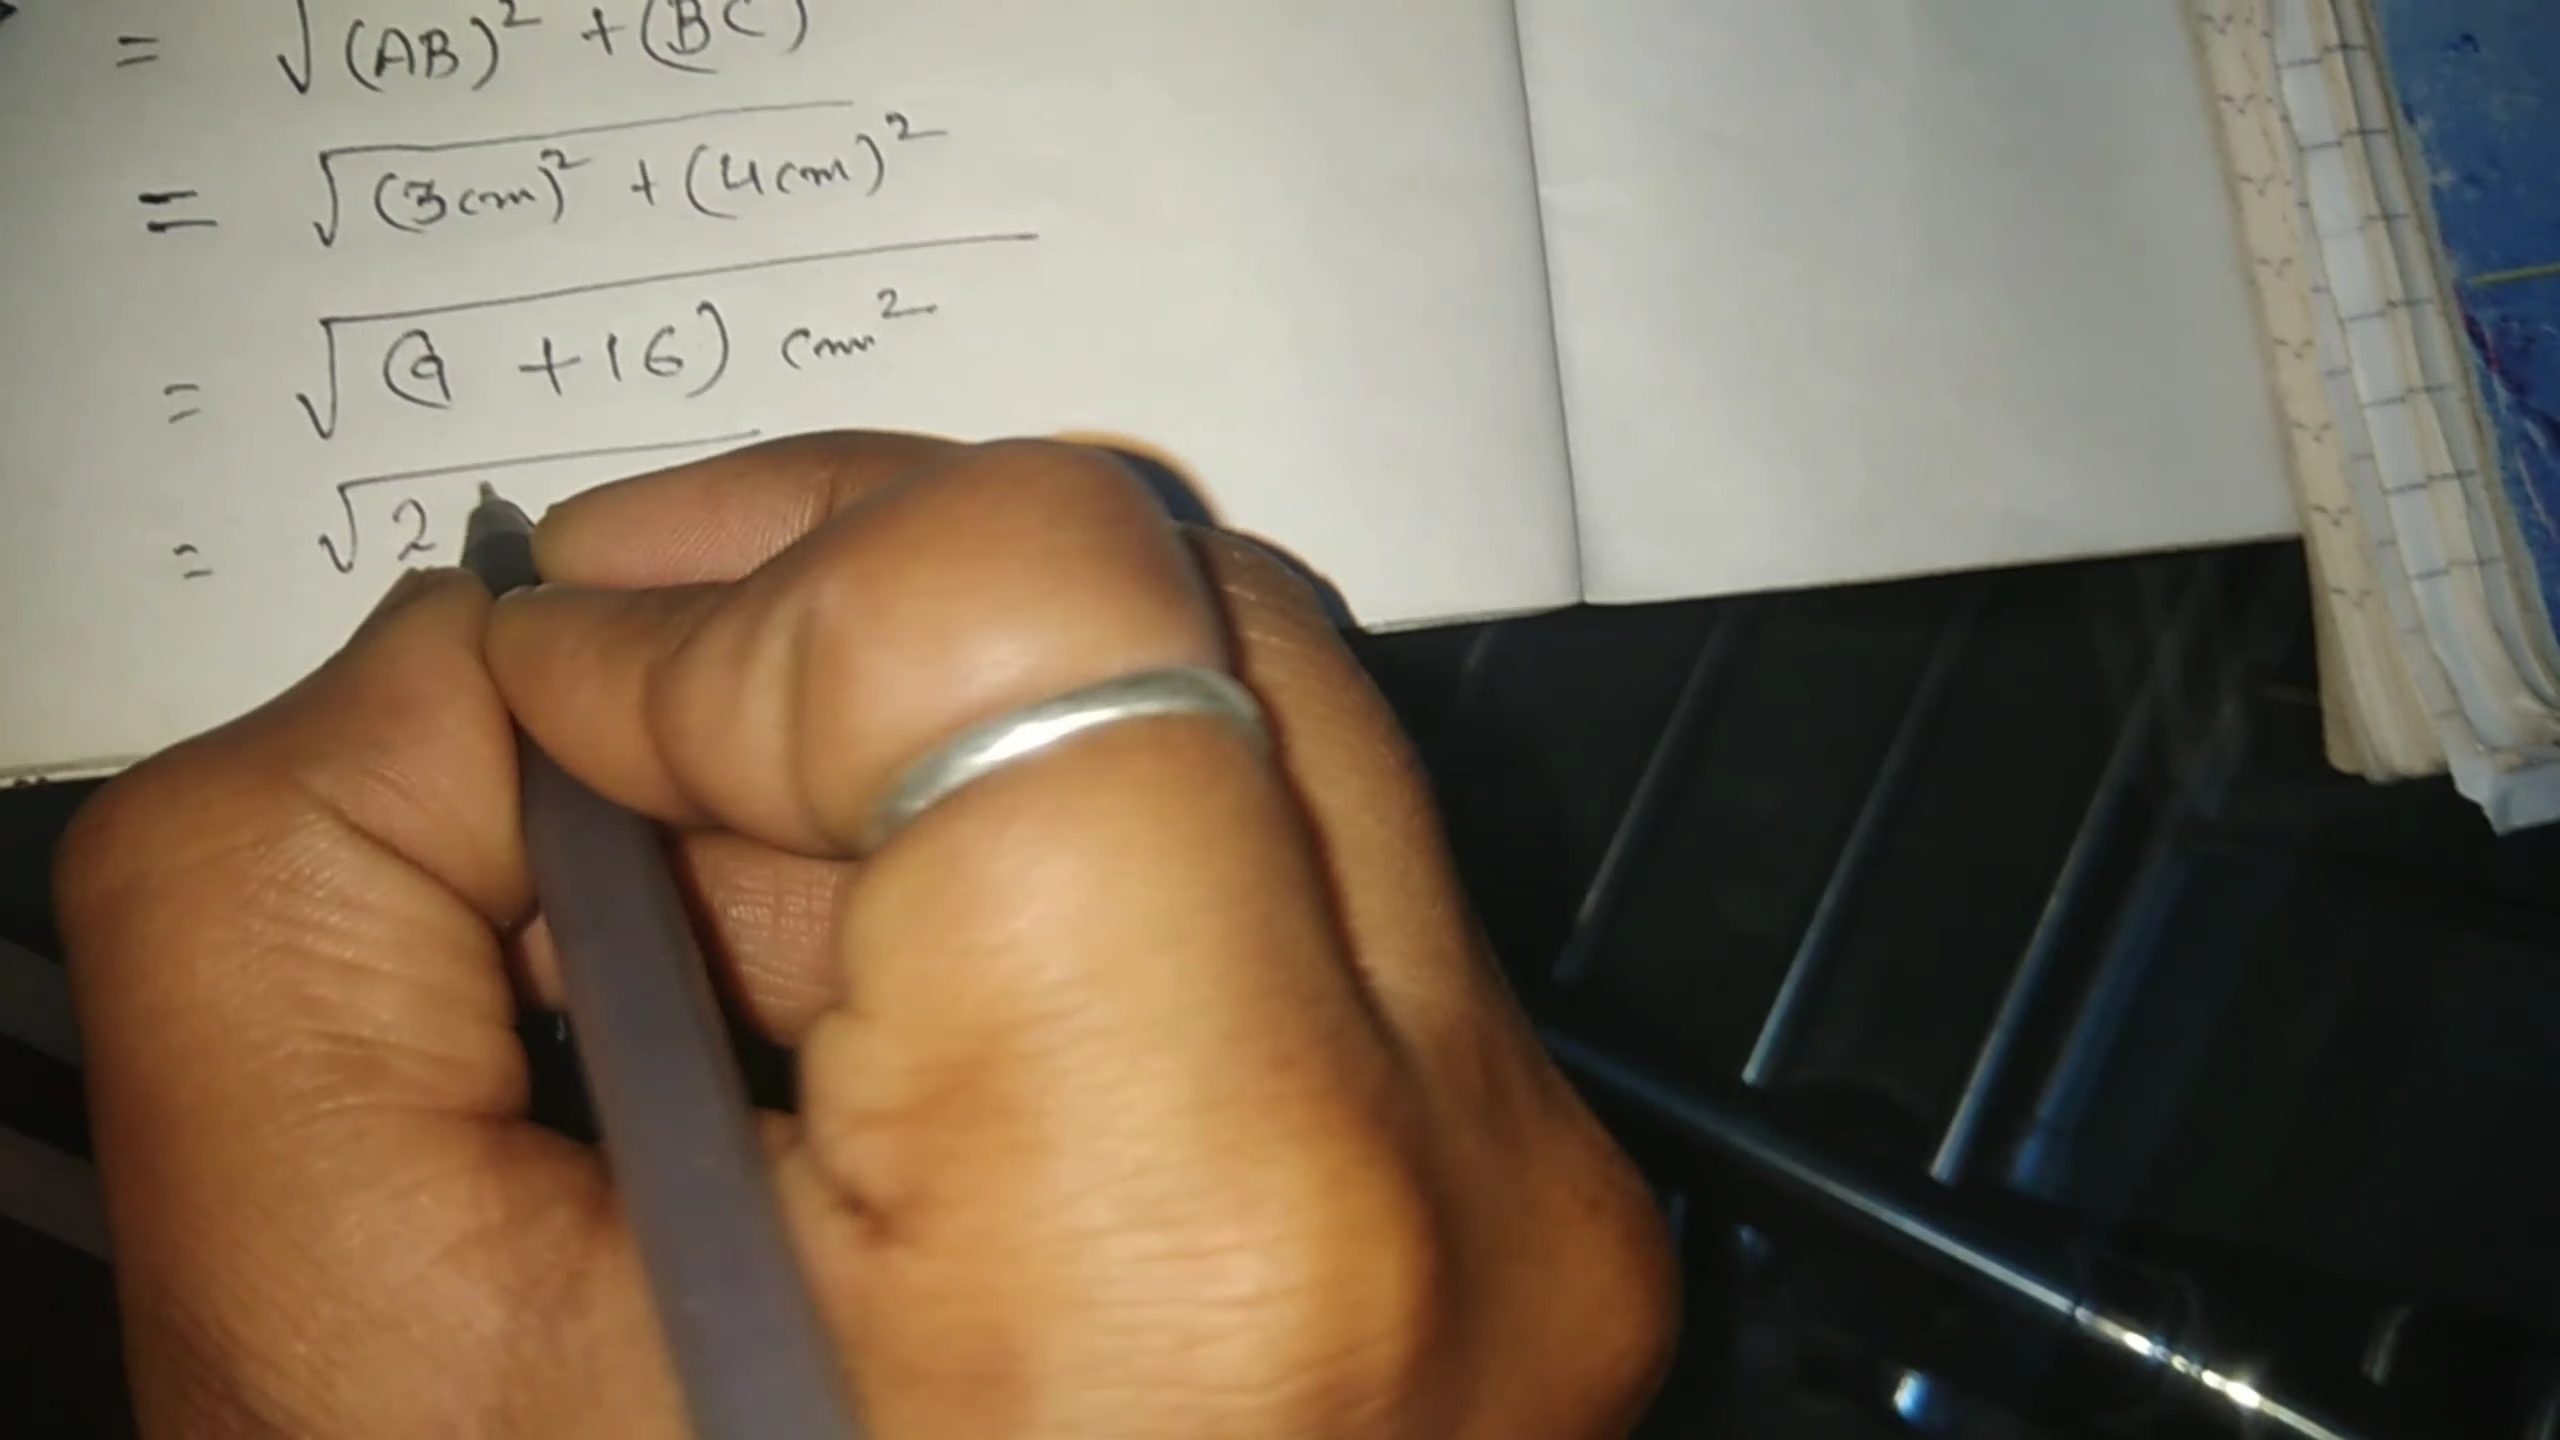 = √(AB)² + (BC)
= √(3cm)² + (4cm)²
= √(9 + 16) cm²
= √2